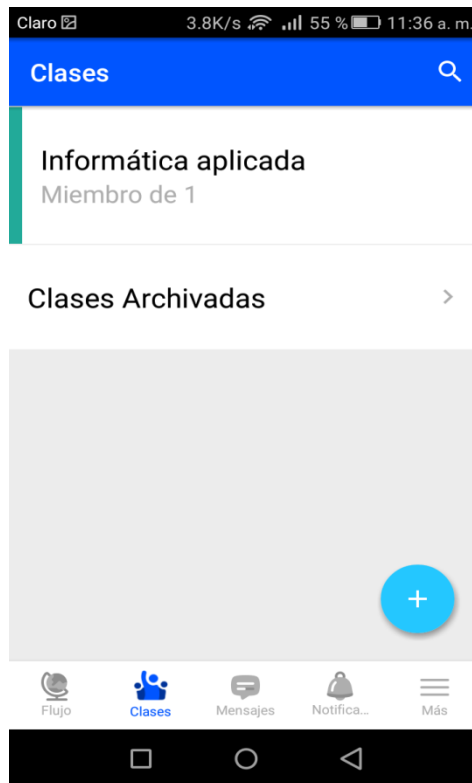 Claro 3.8K/s 55 % 11:36 a. m.
Clases
Informática aplicada
Miembro de 1
Clases Archivadas
+
Flujo Clases Mensajes Notifica... Más